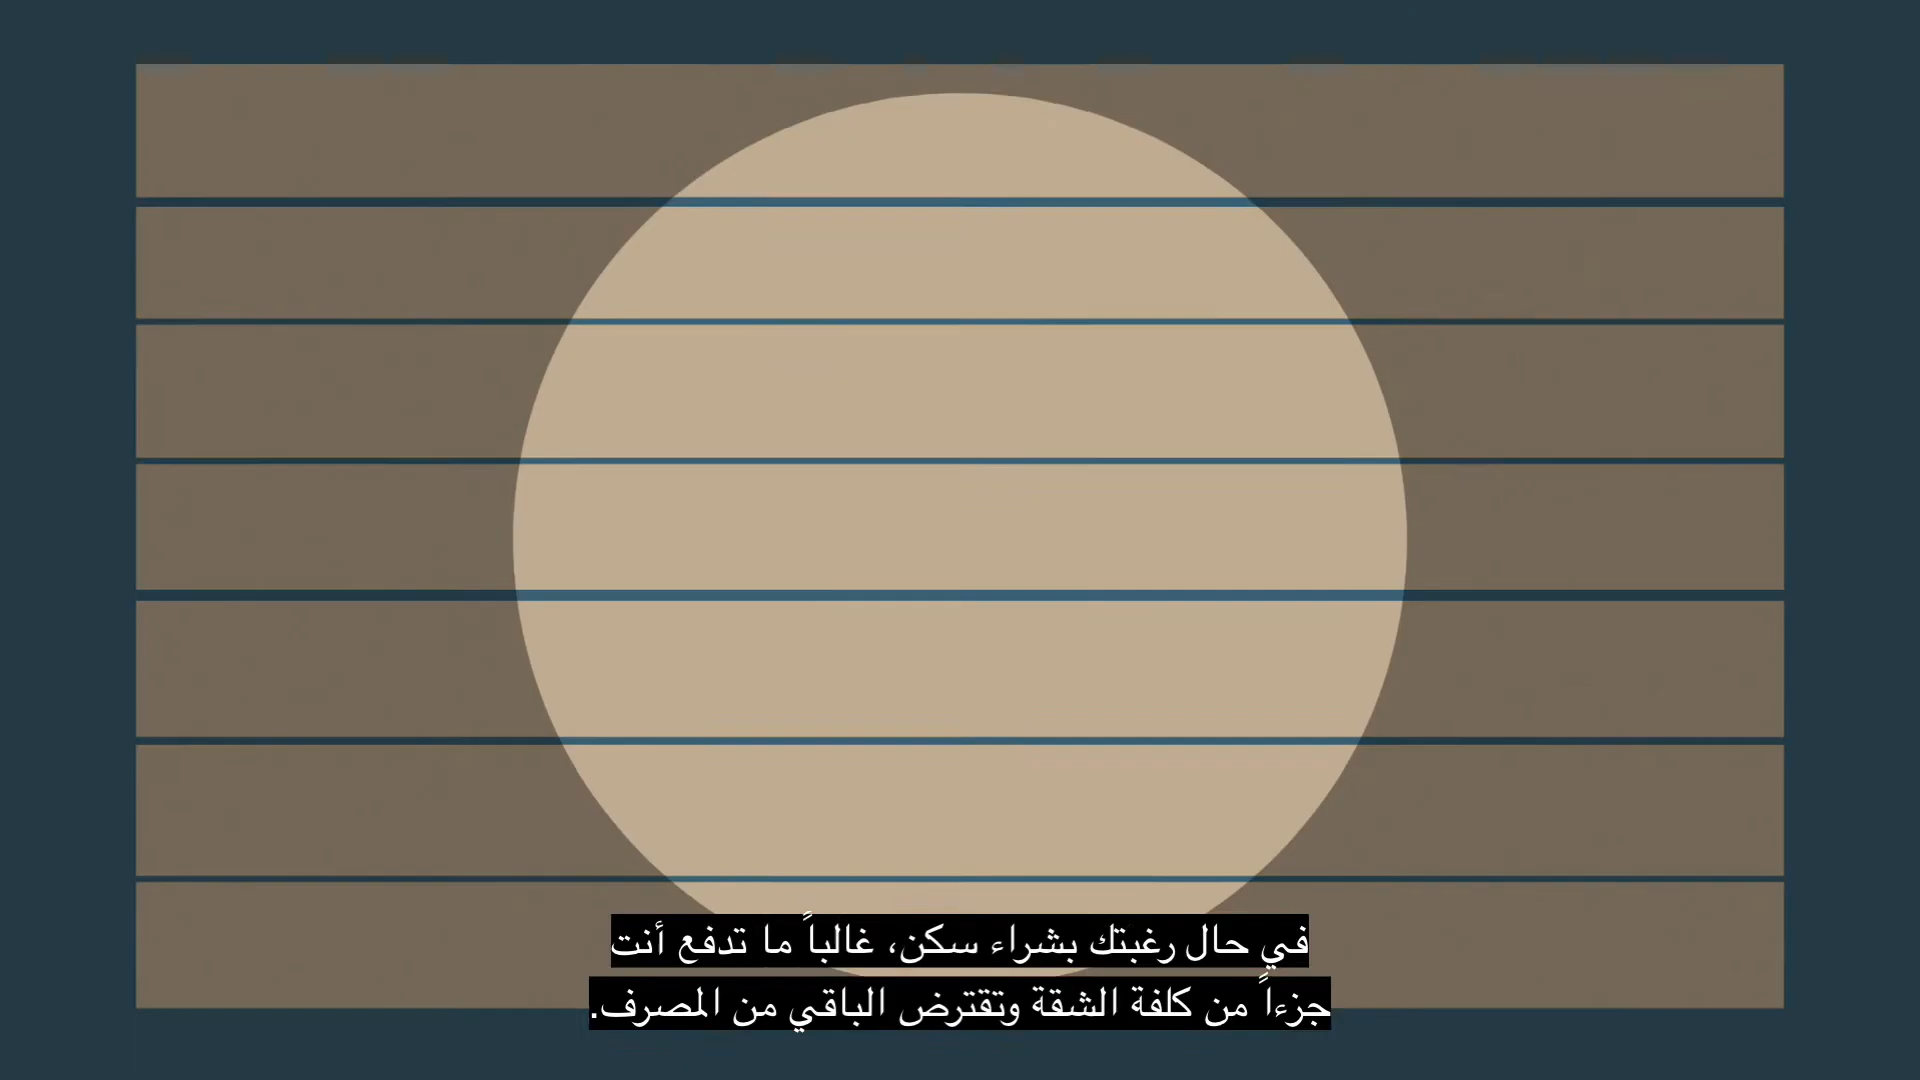 في حال رغبتك بشراء سكن، غالباً ما تدفع أنت
جزءاً من كلفة الشقة وتقترض الباقي من المصرف.